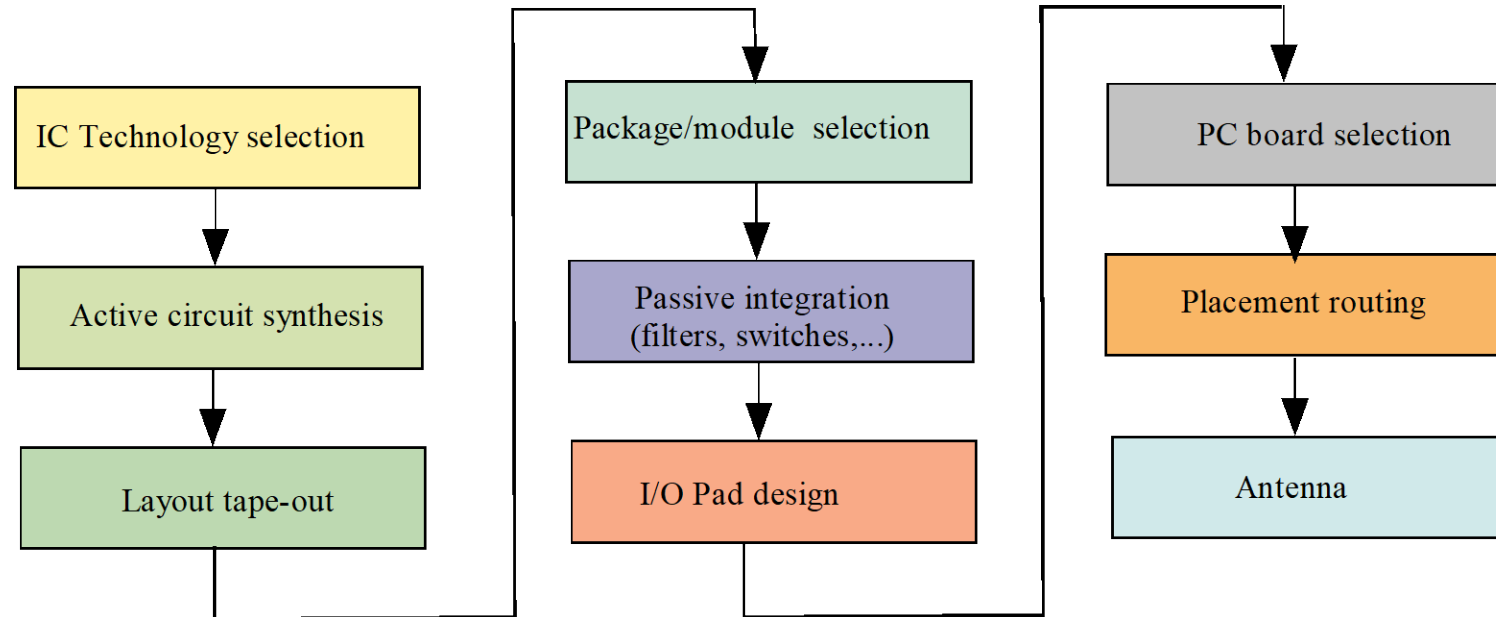 IC Technology selection
Active circuit synthesis
Layout tape-out
Package/module selection
Passive integration
(filters, switches,...)
I/O Pad design
PC board selection
Placement routing
Antenna